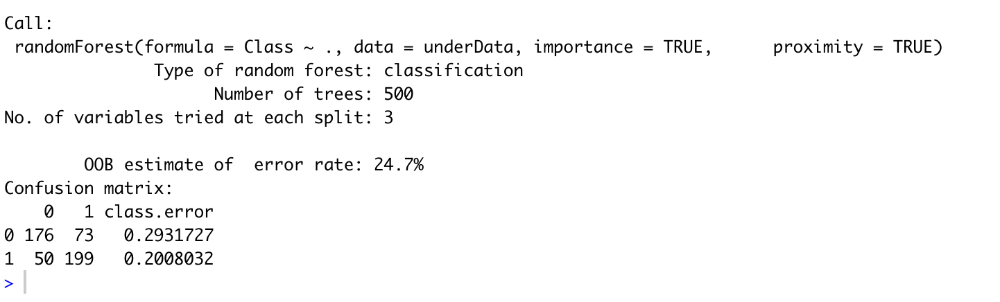 Call:
 randomForest(formula = Class ~ ., data = underData, importance = TRUE,      proximity = TRUE)
               Type of random forest: classification
                     Number of trees: 500
No. of variables tried at each split: 3

        OOB estimate of  error rate: 24.7%
Confusion matrix:
    0   1 class.error
0 176  73   0.2931727
1  50 199   0.2008032
>